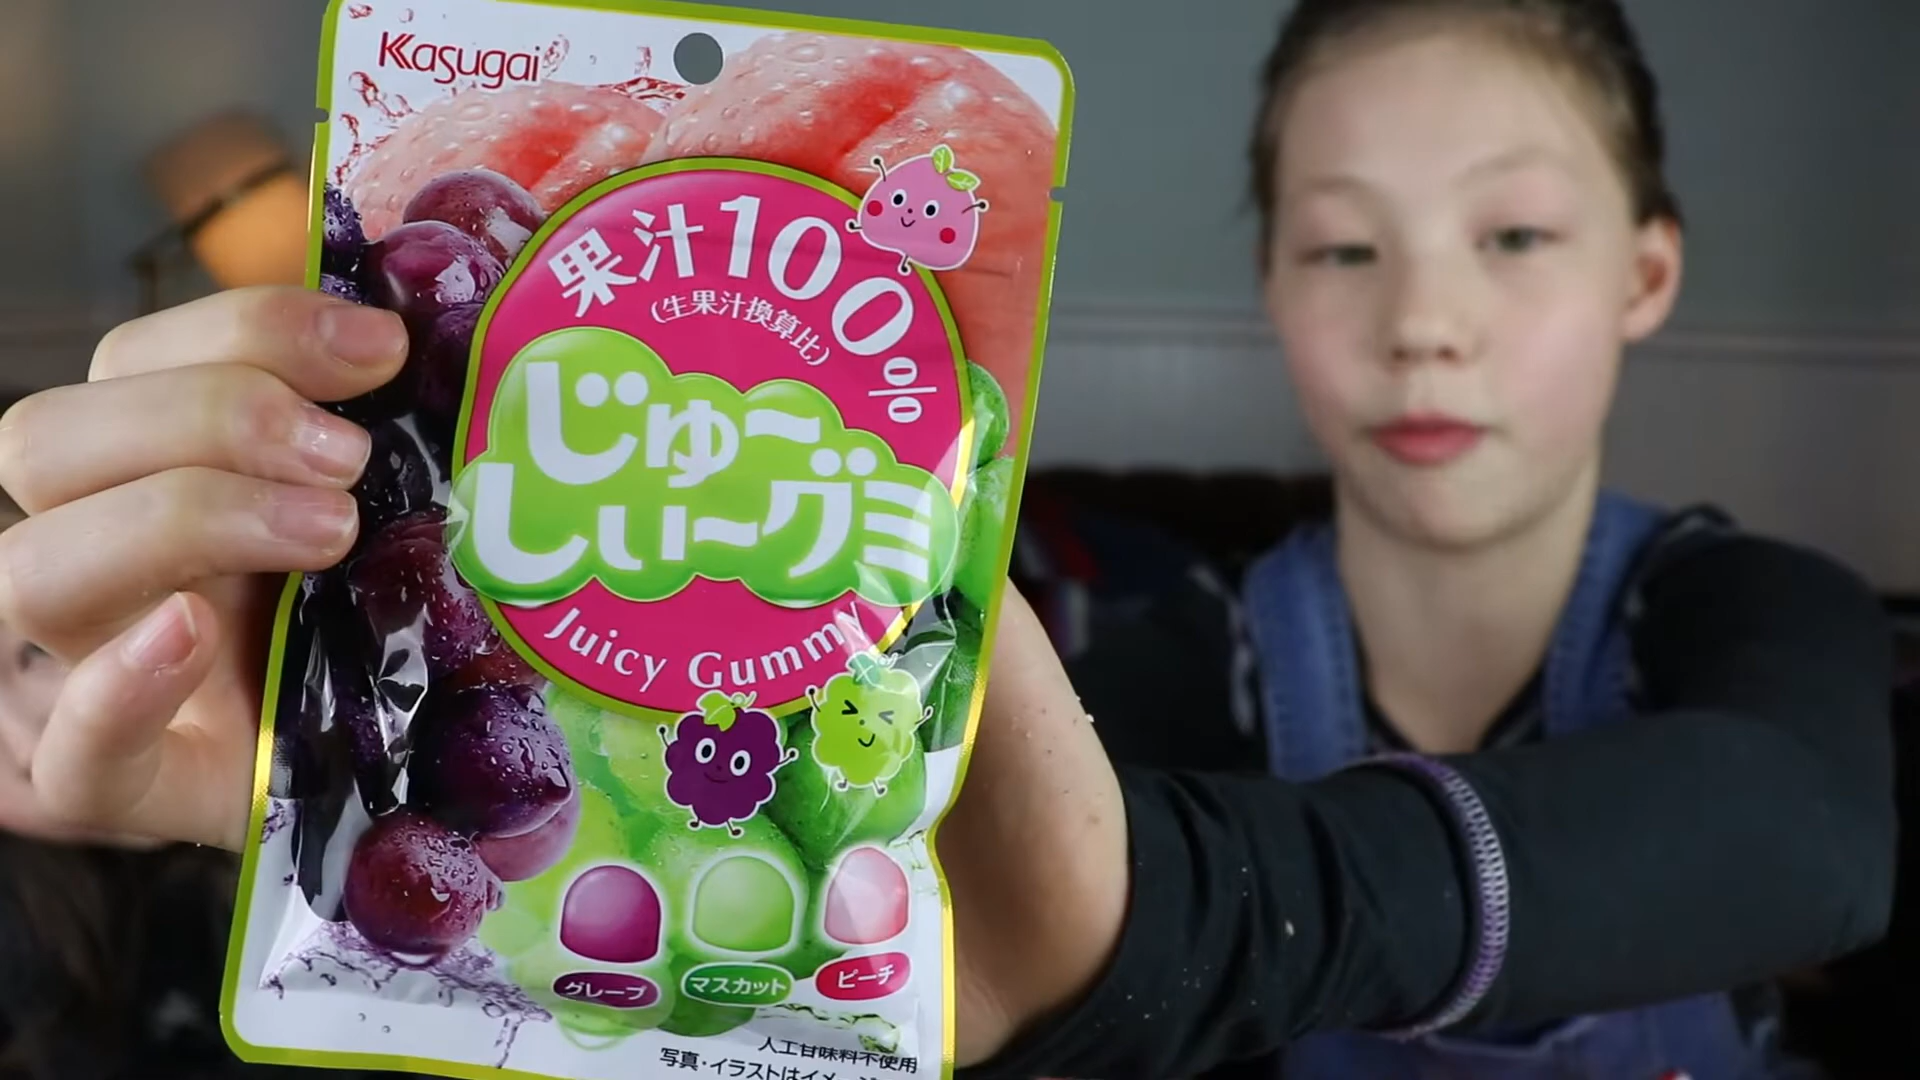 Kasugai
果汁100%
(生果汁換算比)
じゅ〜
しぃ〜グミ
Juicy Gummy
グレープ
マスカット
ピーチ
人工甘味料不使用
写真・イラストはイメージ